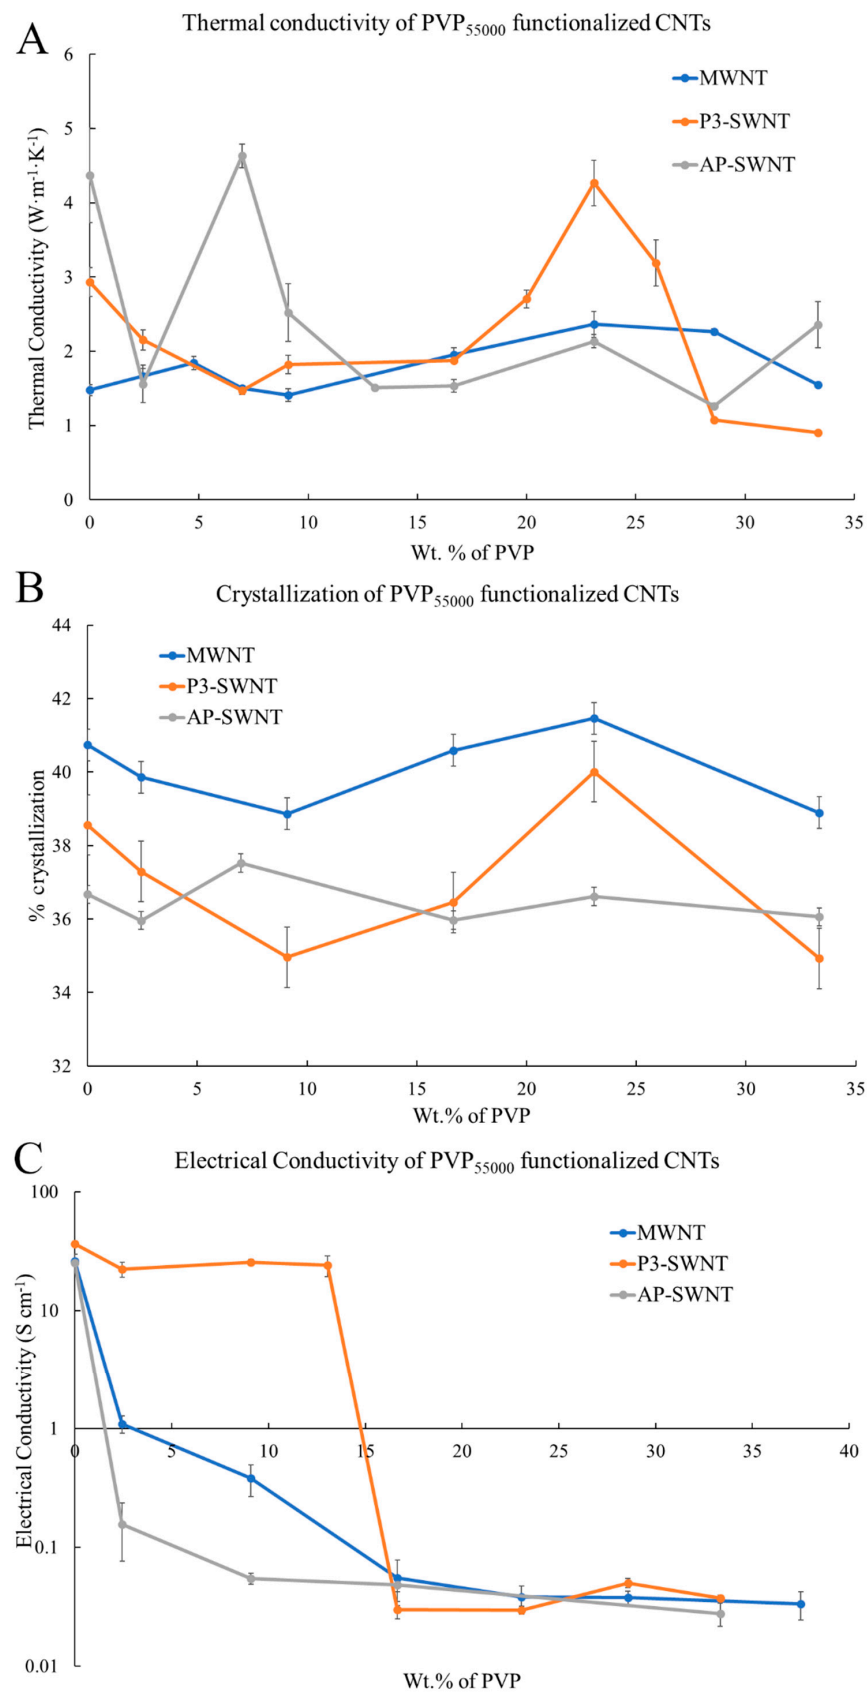 A
Thermal conductivity of PVP55000 functionalized CNTs
6
5
4
3
2
1
0
Thermal Conductivity (W·m-1·K-1)
MWNT
P3-SWNT
AP-SWNT
0 5 10 15 20 25 30 35
Wt. % of PVP
B
Crystallization of PVP55000 functionalized CNTs
44
42
40
38
36
34
32
% crystallization
MWNT
P3-SWNT
AP-SWNT
0 5 10 15 20 25 30 35
Wt.% of PVP
C
Electrical Conductivity of PVP55000 functionalized CNTs
100
10
1
0.1
0.01
Electrical Conductivity (S cm-1)
MWNT
P3-SWNT
AP-SWNT
0 5 10 15 20 25 30 35 40
Wt.% of PVP